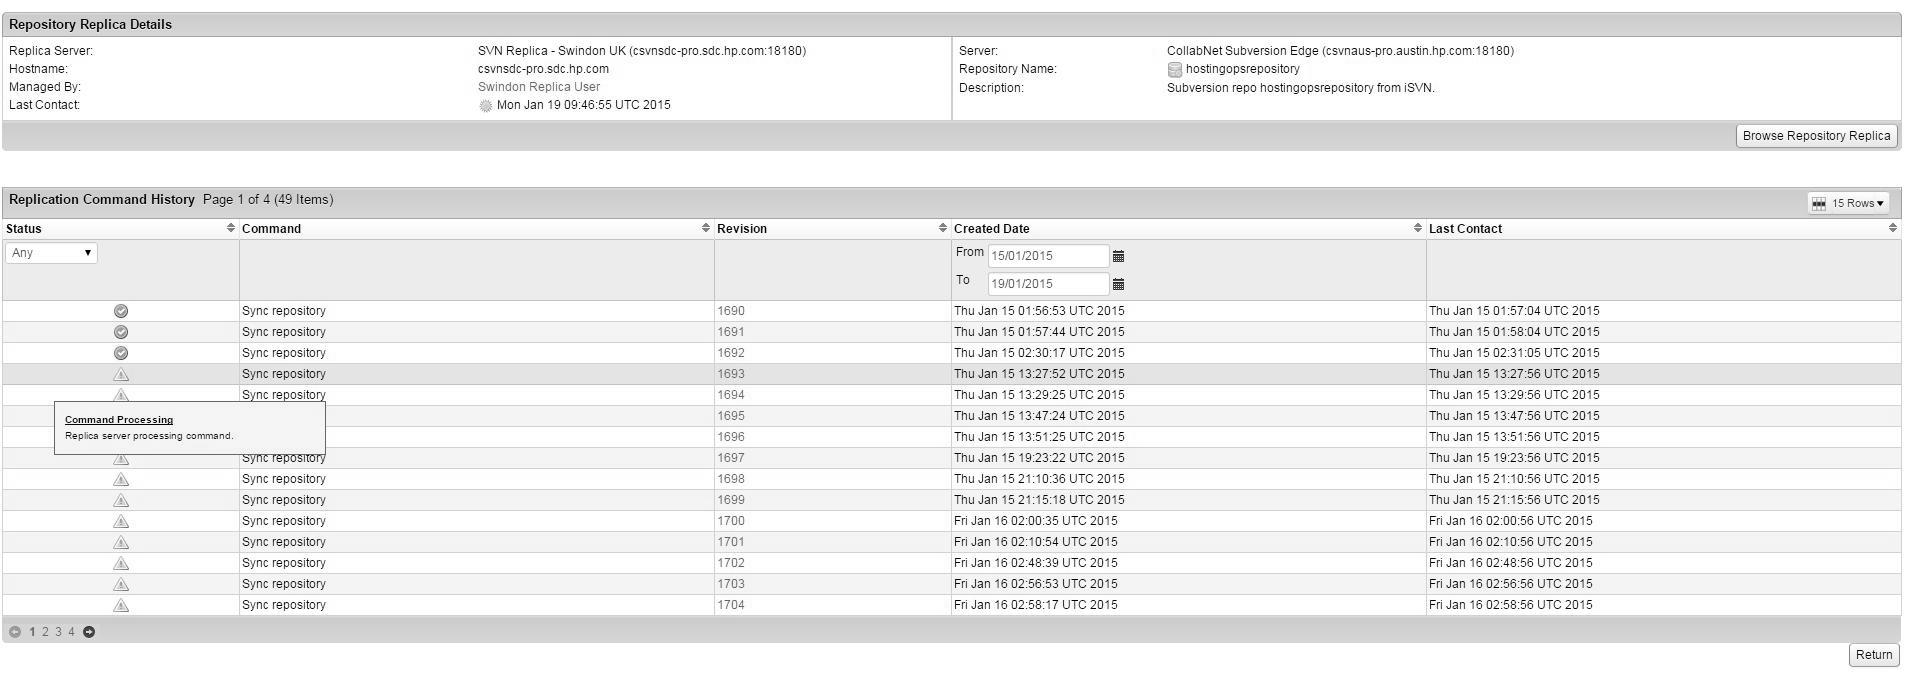 Repository Replica Details
Replica Server: SVN Replica - Swindon UK (csvnsdc-pro.sdc.hp.com:18180)
Hostname: csvnsdc-pro.sdc.hp.com
Managed By: Swindon Replica User
Last Contact: Mon Jan 19 09:46:55 UTC 2015
Server: CollabNet Subversion Edge (csvnaus-pro.austin.hp.com:18180)
Repository Name: hostingopsrepository
Description: Subversion repo hostingopsrepository from iSVN.
Browse Repository Replica
Replication Command History Page 1 of 4 (49 Items)
15 Rows
Status Command Revision Created Date Last Contact
Any
From 15/01/2015
To 19/01/2015
Sync repository 1690 Thu Jan 15 01:56:53 UTC 2015 Thu Jan 15 01:57:04 UTC 2015
Sync repository 1691 Thu Jan 15 01:57:44 UTC 2015 Thu Jan 15 01:58:04 UTC 2015
Sync repository 1692 Thu Jan 15 02:30:17 UTC 2015 Thu Jan 15 02:31:05 UTC 2015
Sync repository 1693 Thu Jan 15 13:27:52 UTC 2015 Thu Jan 15 13:27:56 UTC 2015
Sync repository 1694 Thu Jan 15 13:29:25 UTC 2015 Thu Jan 15 13:29:56 UTC 2015
Command Processing
Replica server processing command.
1695 Thu Jan 15 13:47:24 UTC 2015 Thu Jan 15 13:47:56 UTC 2015
1696 Thu Jan 15 13:51:25 UTC 2015 Thu Jan 15 13:51:56 UTC 2015
Sync repository 1697 Thu Jan 15 19:23:22 UTC 2015 Thu Jan 15 19:23:56 UTC 2015
Sync repository 1698 Thu Jan 15 21:10:36 UTC 2015 Thu Jan 15 21:10:56 UTC 2015
Sync repository 1699 Thu Jan 15 21:15:18 UTC 2015 Thu Jan 15 21:15:56 UTC 2015
Sync repository 1700 Fri Jan 16 02:00:35 UTC 2015 Fri Jan 16 02:00:56 UTC 2015
Sync repository 1701 Fri Jan 16 02:10:54 UTC 2015 Fri Jan 16 02:10:56 UTC 2015
Sync repository 1702 Fri Jan 16 02:48:39 UTC 2015 Fri Jan 16 02:48:56 UTC 2015
Sync repository 1703 Fri Jan 16 02:56:53 UTC 2015 Fri Jan 16 02:56:56 UTC 2015
Sync repository 1704 Fri Jan 16 02:58:17 UTC 2015 Fri Jan 16 02:58:56 UTC 2015
1 2 3 4
Return